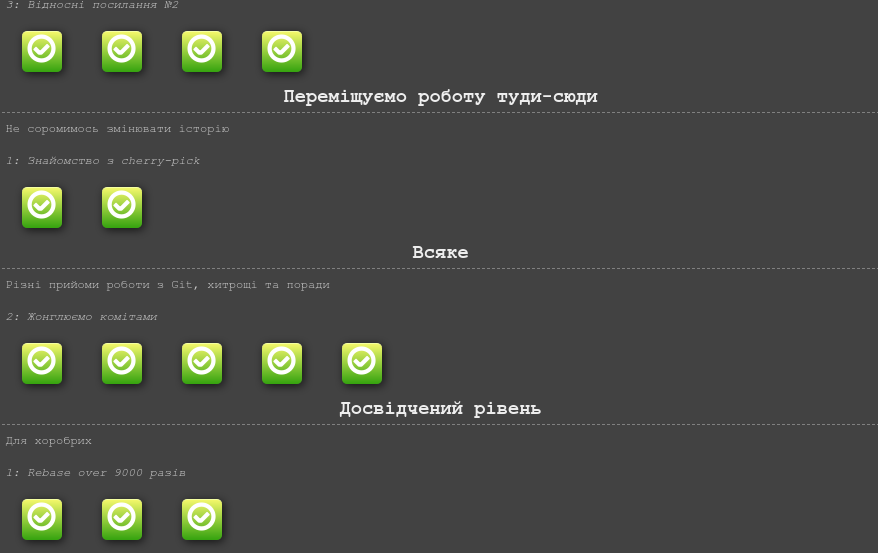 3: Відносні посилання №2
Переміщуємо роботу туди-сюди
Не соромимось змінювати історію
1: Знайомство з cherry-pick
Всяке
Різні прийоми роботи з Git, хитрощі та поради
2: Жонглюємо комітами
Досвідчений рівень
Для хоробрих
1: Rebase over 9000 разів